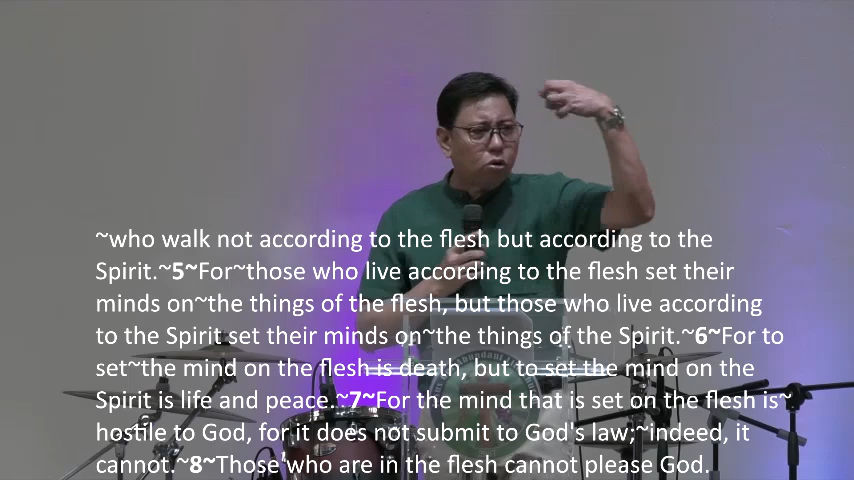 ~who walk not according to the flesh but according to the
Spirit.~5~For~those who live according to the flesh set their
minds on~the things of the flesh, but those who live according
to the Spirit set their minds on~the things of the Spirit.~6~For to
set~the mind on the flesh is death, but to set the mind on the
Spirit is life and peace.~7~For the mind that is set on the flesh is~
hostile to God, for it does not submit to God's law;~indeed, it
cannot.~8~Those who are in the flesh cannot please God.